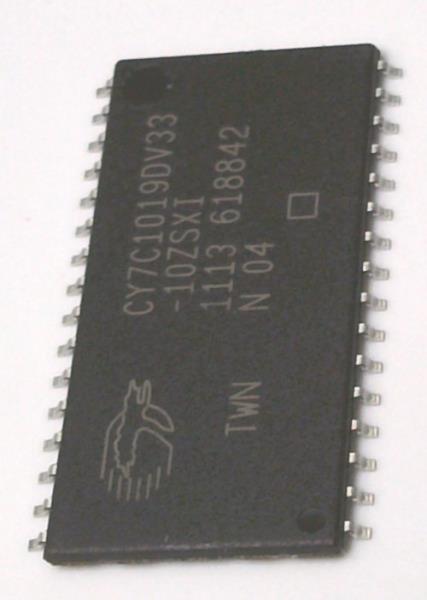 CY7C1019DV33
-10ZSXI
1113 618842
TWN N 04